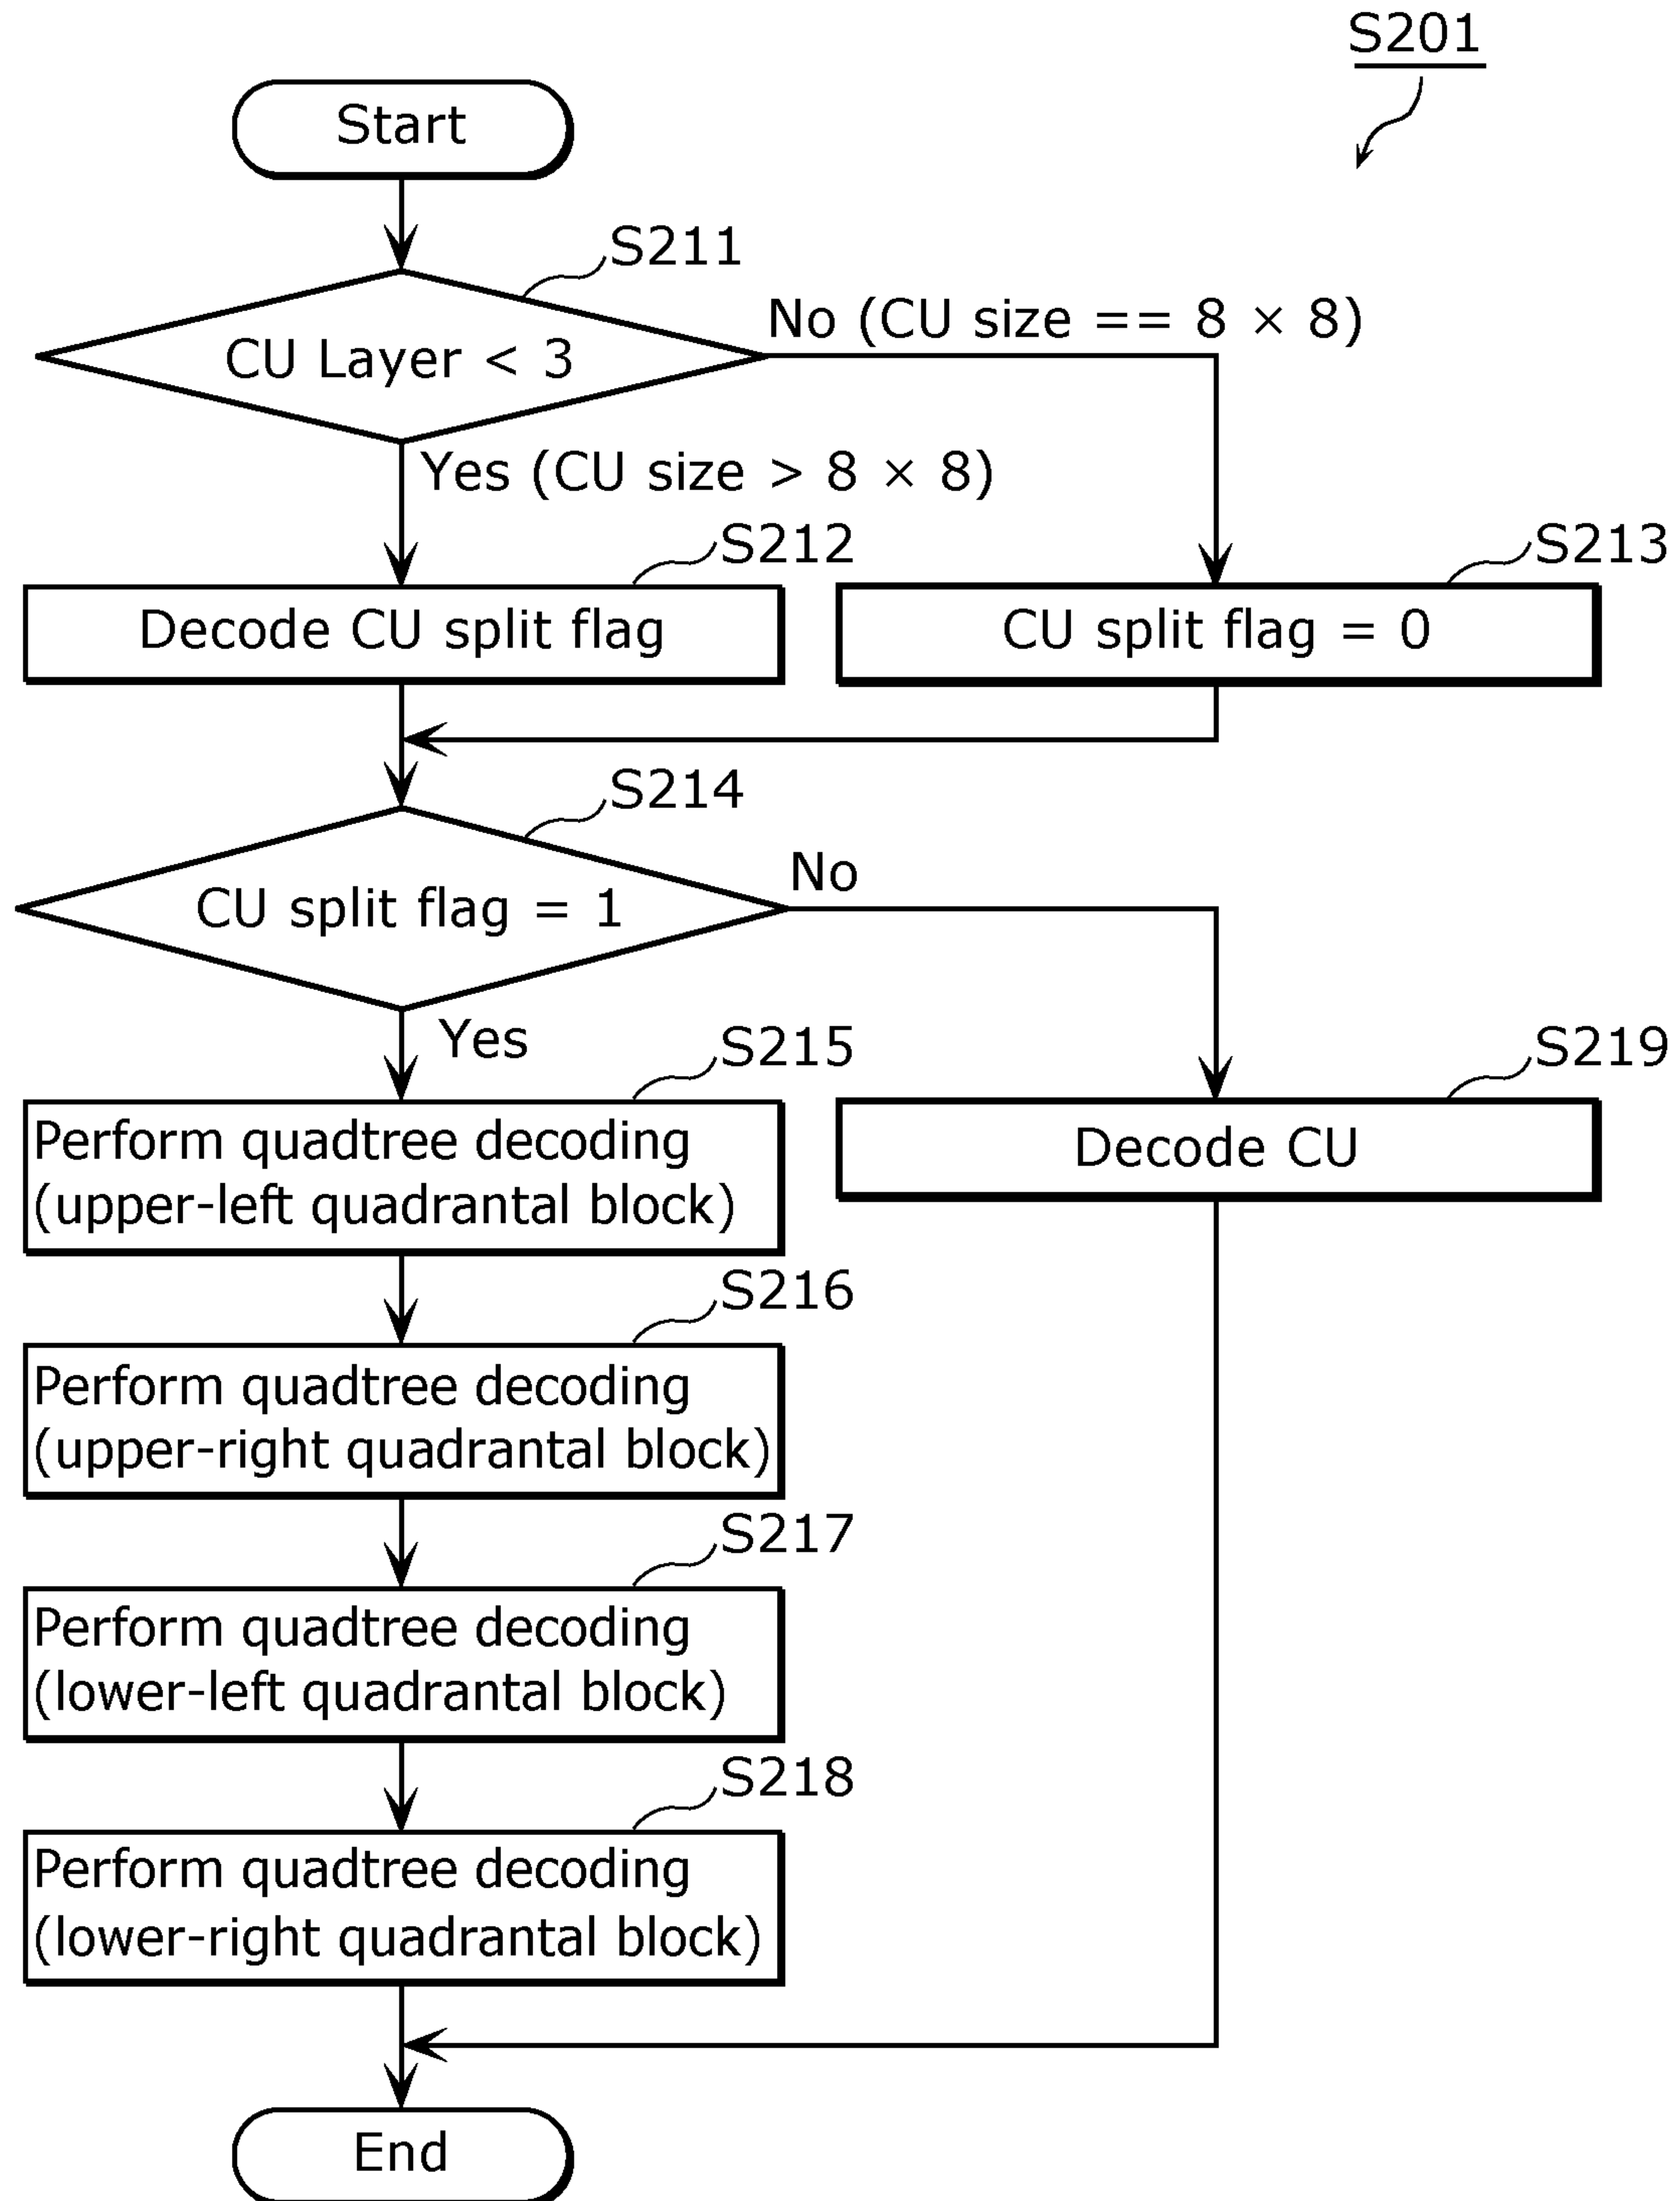 S201
Start
S211
CU Layer < 3
No (CU size == 8 × 8)
Yes (CU size > 8 × 8)
S212
Decode CU split flag
S213
CU split flag = 0
S214
CU split flag = 1
No
Yes
S215
Perform quadtree decoding
(upper-left quadrantal block)
S219
Decode CU
S216
Perform quadtree decoding
(upper-right quadrantal block)
S217
Perform quadtree decoding
(lower-left quadrantal block)
S218
Perform quadtree decoding
(lower-right quadrantal block)
End